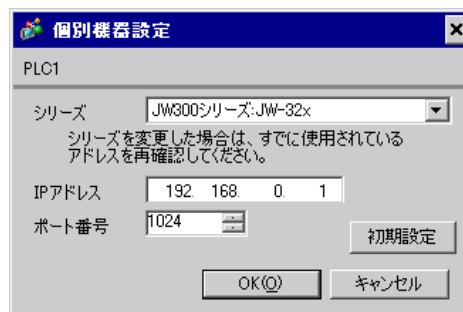 個別機器設定
PLC1
シリーズ JW300シリーズ:JW-32x
シリーズを変更した場合は、すでに使用されている
アドレスを再確認してください。
IPアドレス 192. 168. 0. 1
ポート番号 1024
初期設定
OK(O) キャンセル